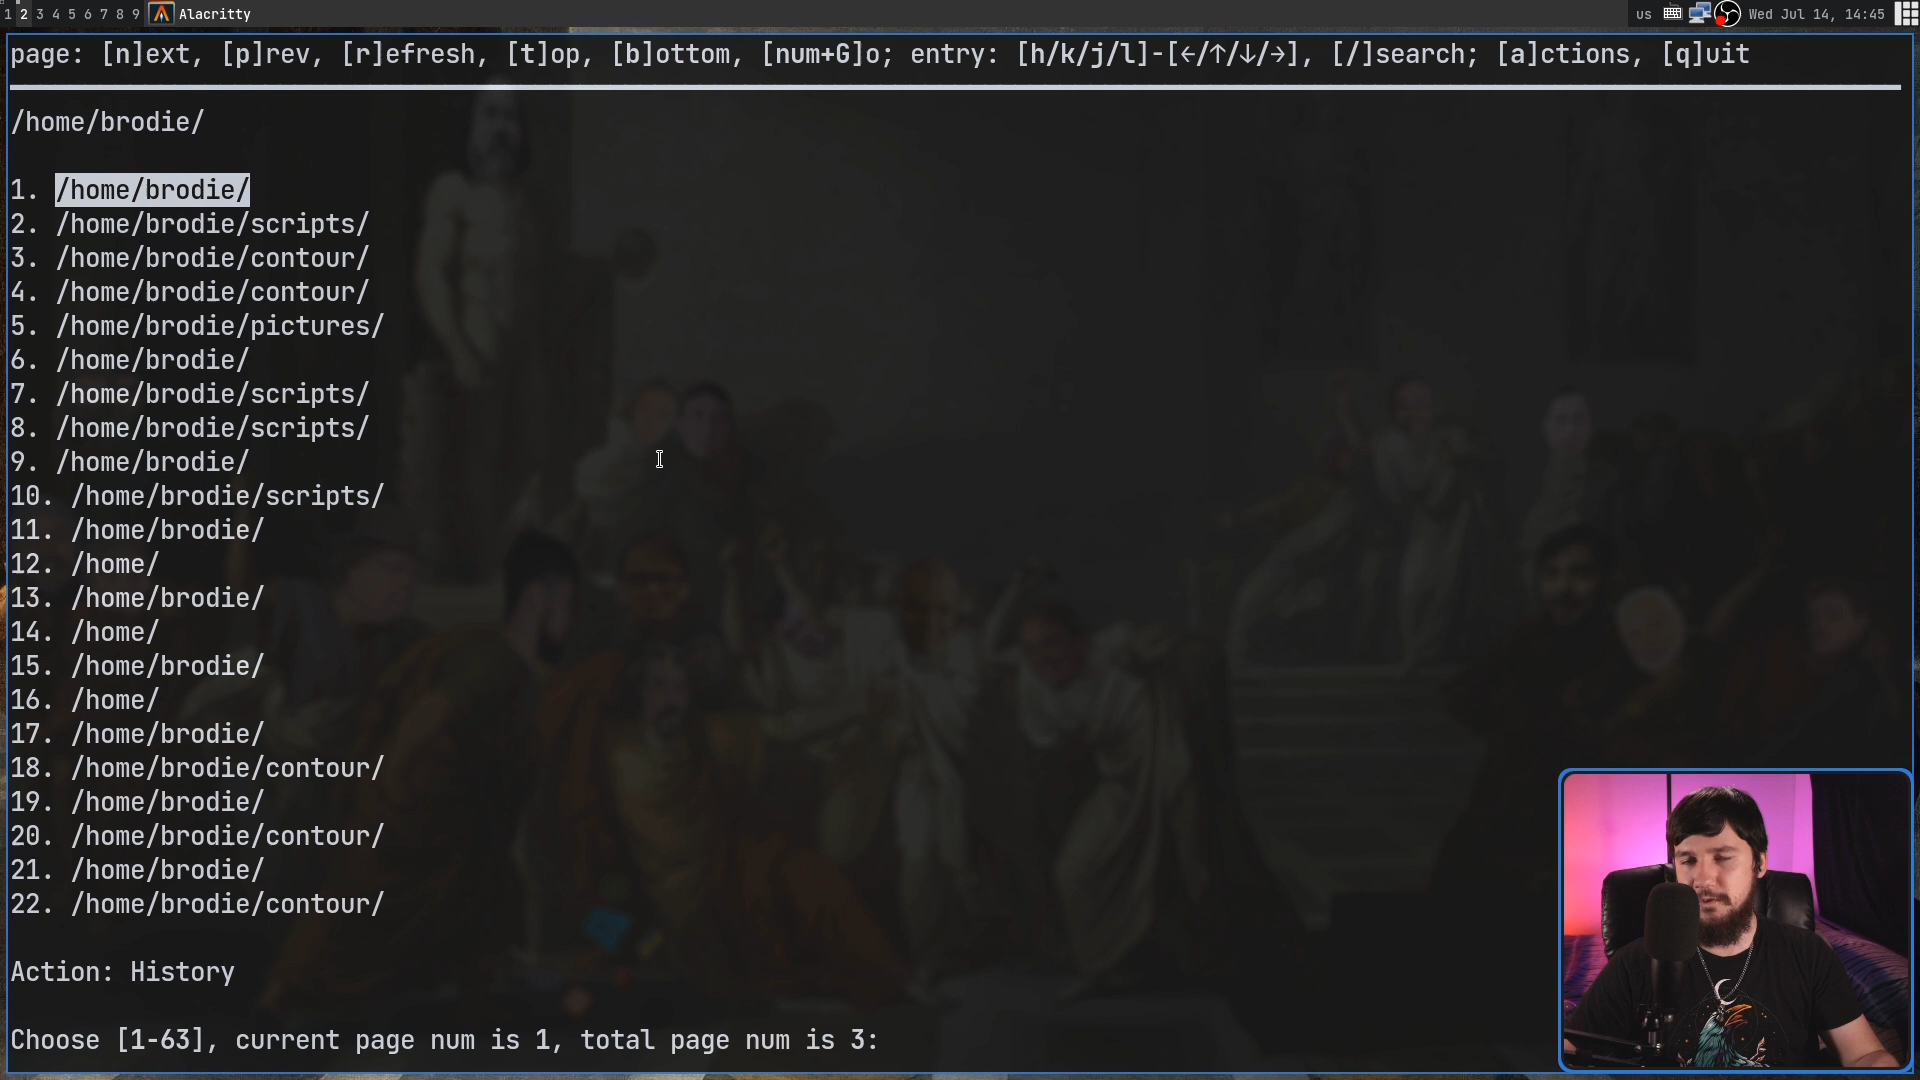 1 2 3 4 5 6 7 8 9 Alacritty us Wed Jul 14, 14:45
page: [n]ext, [p]rev, [r]efresh, [t]op, [b]ottom, [num+G]o; entry: [h/k/j/l]-[←/↑/↓/→], [/]search; [a]ctions, [q]uit
/home/brodie/
1. /home/brodie/
2. /home/brodie/scripts/
3. /home/brodie/contour/
4. /home/brodie/contour/
5. /home/brodie/pictures/
6. /home/brodie/
7. /home/brodie/scripts/
8. /home/brodie/scripts/
9. /home/brodie/
10. /home/brodie/scripts/
11. /home/brodie/
12. /home/
13. /home/brodie/
14. /home/
15. /home/brodie/
16. /home/
17. /home/brodie/
18. /home/brodie/contour/
19. /home/brodie/
20. /home/brodie/contour/
21. /home/brodie/
22. /home/brodie/contour/
Action: History
Choose [1-63], current page num is 1, total page num is 3: